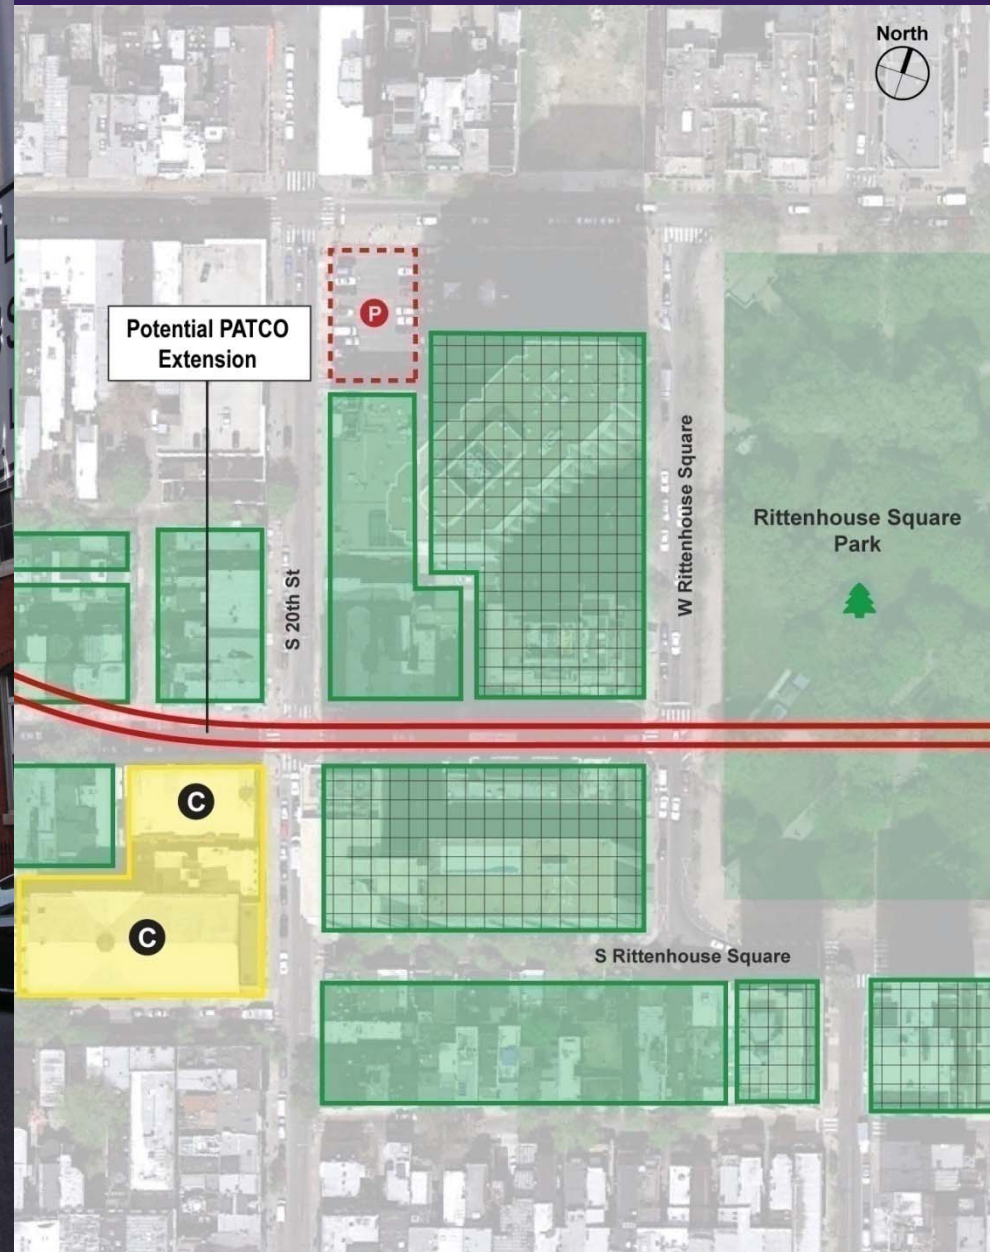 North
P
Potential PATCO
Extension
S 20th St
W Rittenhouse Square
Rittenhouse Square
Park
C
C
S Rittenhouse Square